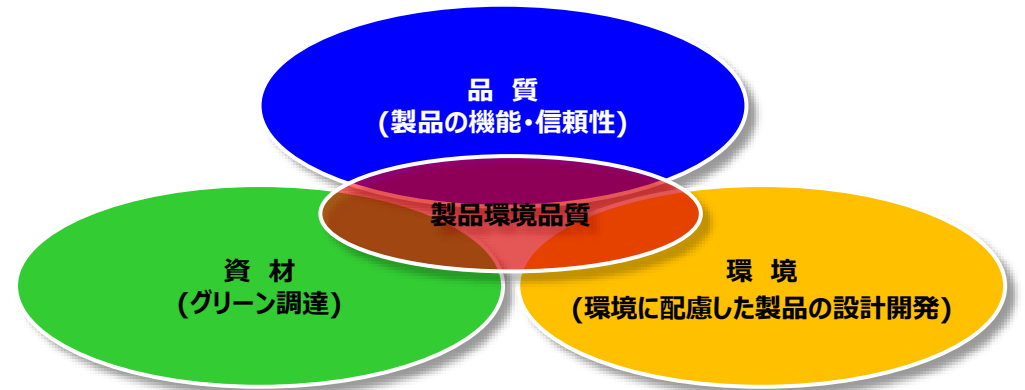 品 質
(製品の機能・信頼性)
製品環境品質
資 材
(グリーン調達)
環 境
(環境に配慮した製品の設計開発)